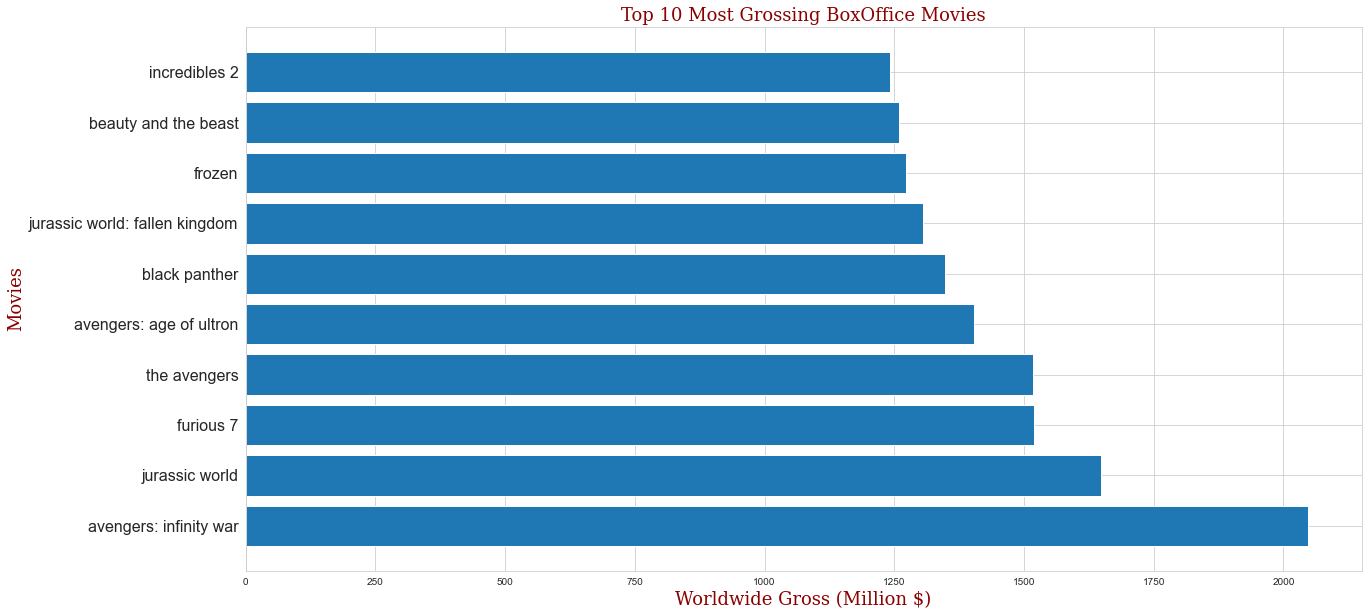 Top 10 Most Grossing BoxOffice Movies
incredibles 2
beauty and the beast
frozen
jurassic world: fallen kingdom
black panther
avengers: age of ultron
the avengers
furious 7
jurassic world
avengers: infinity war
Movies
0 250 500 750 1000 1250 1500 1750 2000
Worldwide Gross (Million $)